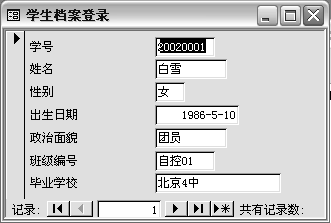 学生档案登录
学号 20020001
姓名 白雪
性别 女
出生日期 1986-5-10
政治面貌 团员
班级编号 自控01
毕业学校 北京4中
记录: 1 共有记录数: